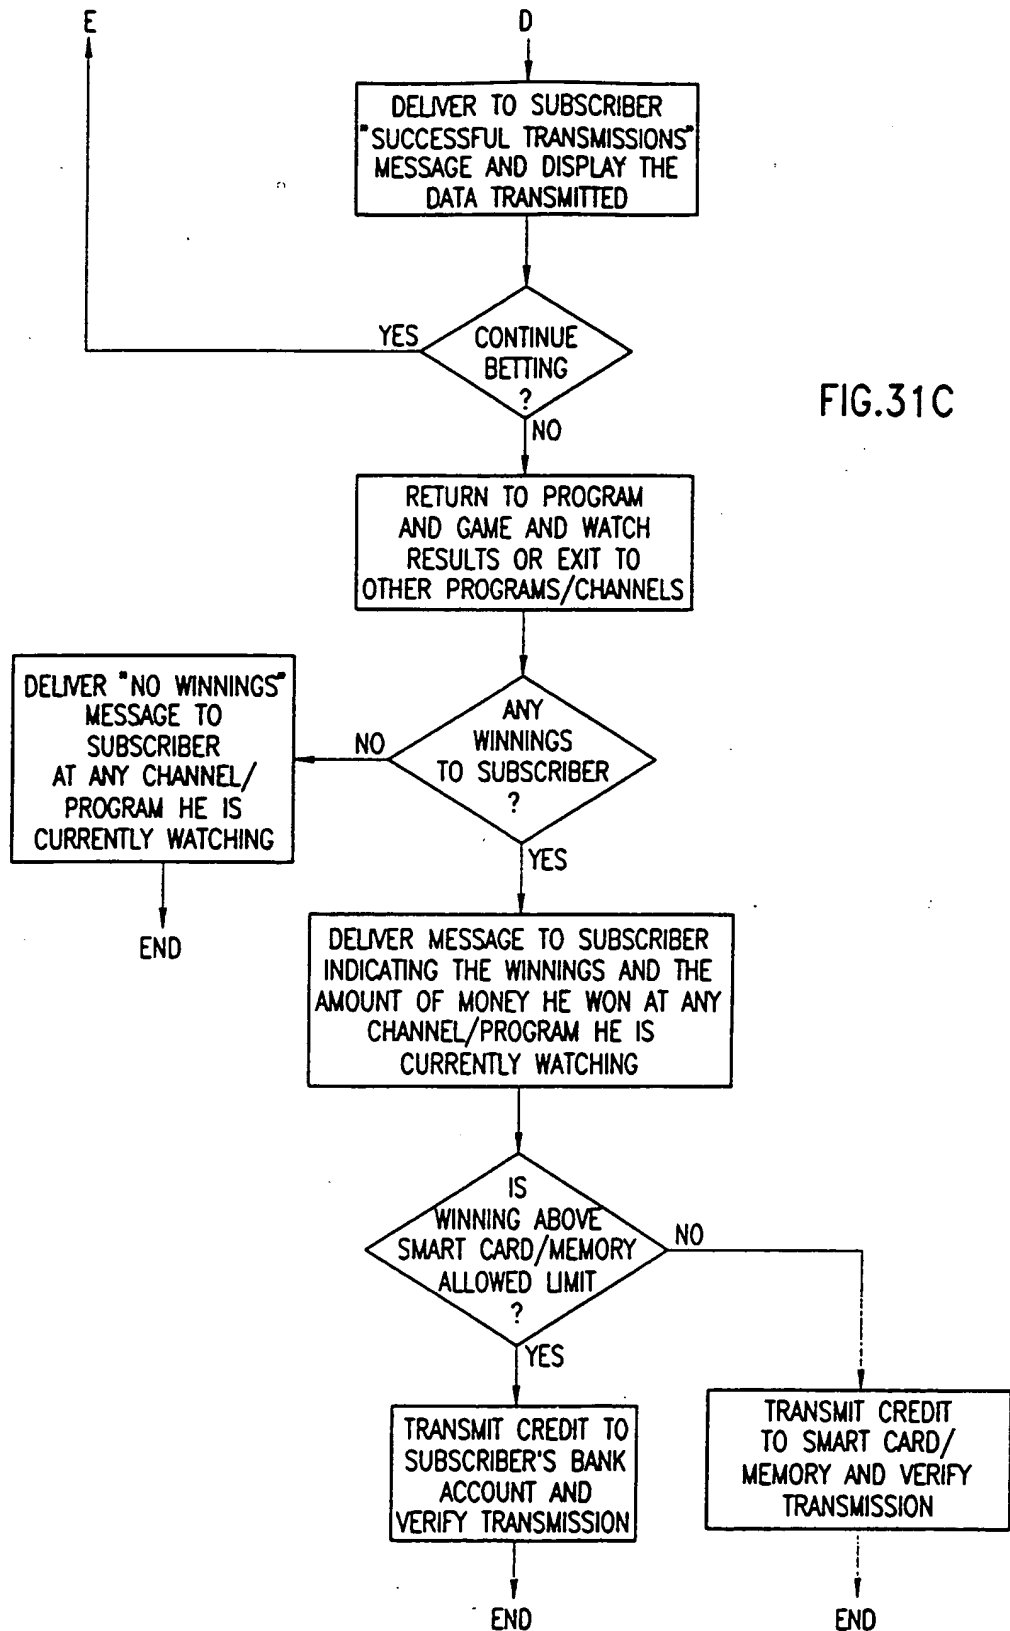 E
D
DELIVER TO SUBSCRIBER
"SUCCESSFUL TRANSMISSIONS"
MESSAGE AND DISPLAY THE
DATA TRANSMITTED
YES
CONTINUE
BETTING
?
FIG.31C
NO
RETURN TO PROGRAM
AND GAME AND WATCH
RESULTS OR EXIT TO
OTHER PROGRAMS/CHANNELS
DELIVER "NO WINNINGS"
MESSAGE TO
SUBSCRIBER
AT ANY CHANNEL/
PROGRAM HE IS
CURRENTLY WATCHING
NO
ANY
WINNINGS
TO SUBSCRIBER
?
YES
END
DELIVER MESSAGE TO SUBSCRIBER
INDICATING THE WINNINGS AND THE
AMOUNT OF MONEY HE WON AT ANY
CHANNEL/PROGRAM HE IS
CURRENTLY WATCHING
IS
WINNING ABOVE
SMART CARD/MEMORY
ALLOWED LIMIT
?
NO
YES
TRANSMIT CREDIT TO
SUBSCRIBER'S BANK
ACCOUNT AND
VERIFY TRANSMISSION
TRANSMIT CREDIT
TO SMART CARD/
MEMORY AND VERIFY
TRANSMISSION
END
END